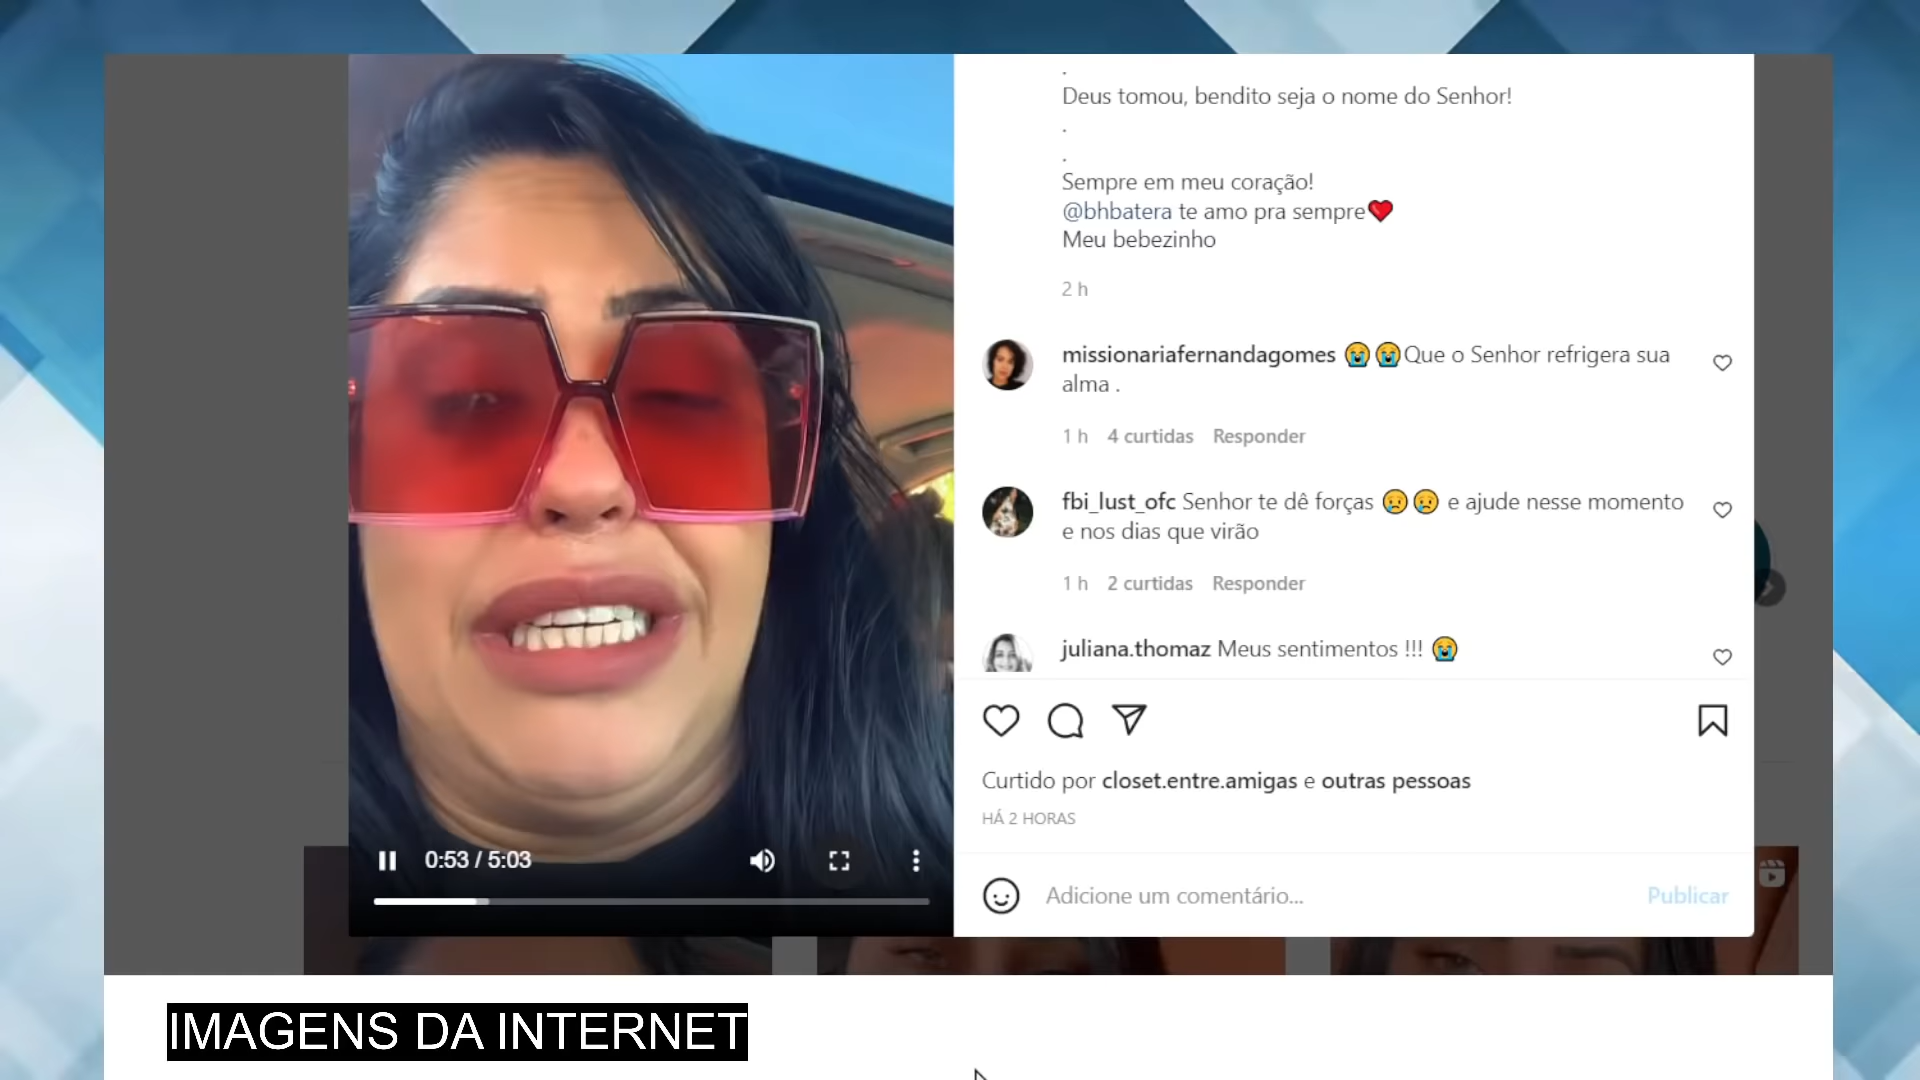 .
Deus tomou, bendito seja o nome do Senhor!
.
.
Sempre em meu coração!
@bhbatera te amo pra sempre❤️
Meu bebezinho
2 h
missionariafernandagomes 😭😭Que o Senhor refrigera sua
alma .
1 h 4 curtidas Responder
fbi_lust_ofc Senhor te dê forças 😢😢 e ajude nesse momento
e nos dias que virão
1 h 2 curtidas Responder
juliana.thomaz Meus sentimentos !!! 😭
Curtido por closet.entre.amigas e outras pessoas
HÁ 2 HORAS
Adicione um comentário... Publicar
0:53 / 5:03
IMAGENS DA INTERNET